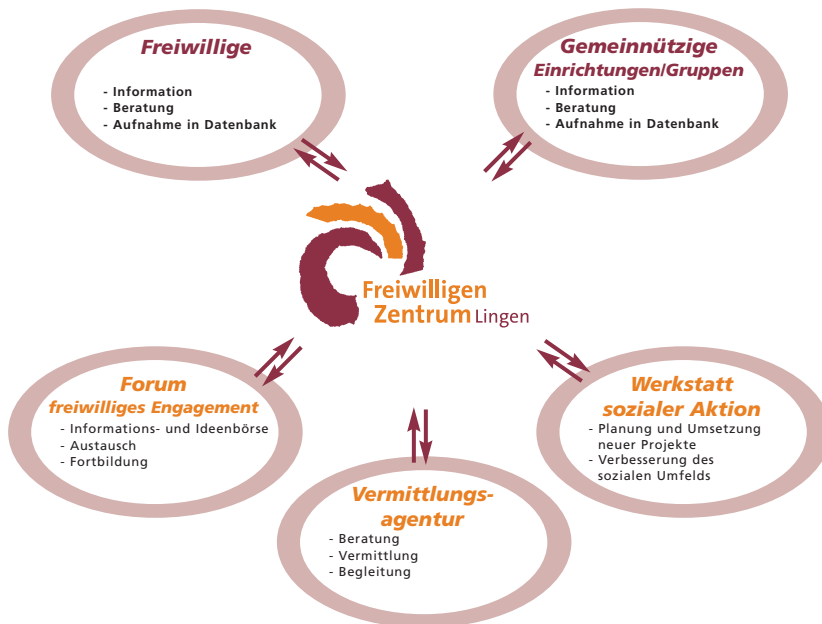 Freiwillige
- Information
- Beratung
- Aufnahme in Datenbank
Gemeinnützige
Einrichtungen/Gruppen
- Information
- Beratung
- Aufnahme in Datenbank
Freiwilligen
Zentrum Lingen
Forum
freiwilliges Engagement
- Informations- und Ideenbörse
- Austausch
- Fortbildung
Werkstatt
sozialer Aktion
- Planung und Umsetzung
neuer Projekte
- Verbesserung des
sozialen Umfelds
Vermittlungs-
agentur
- Beratung
- Vermittlung
- Begleitung